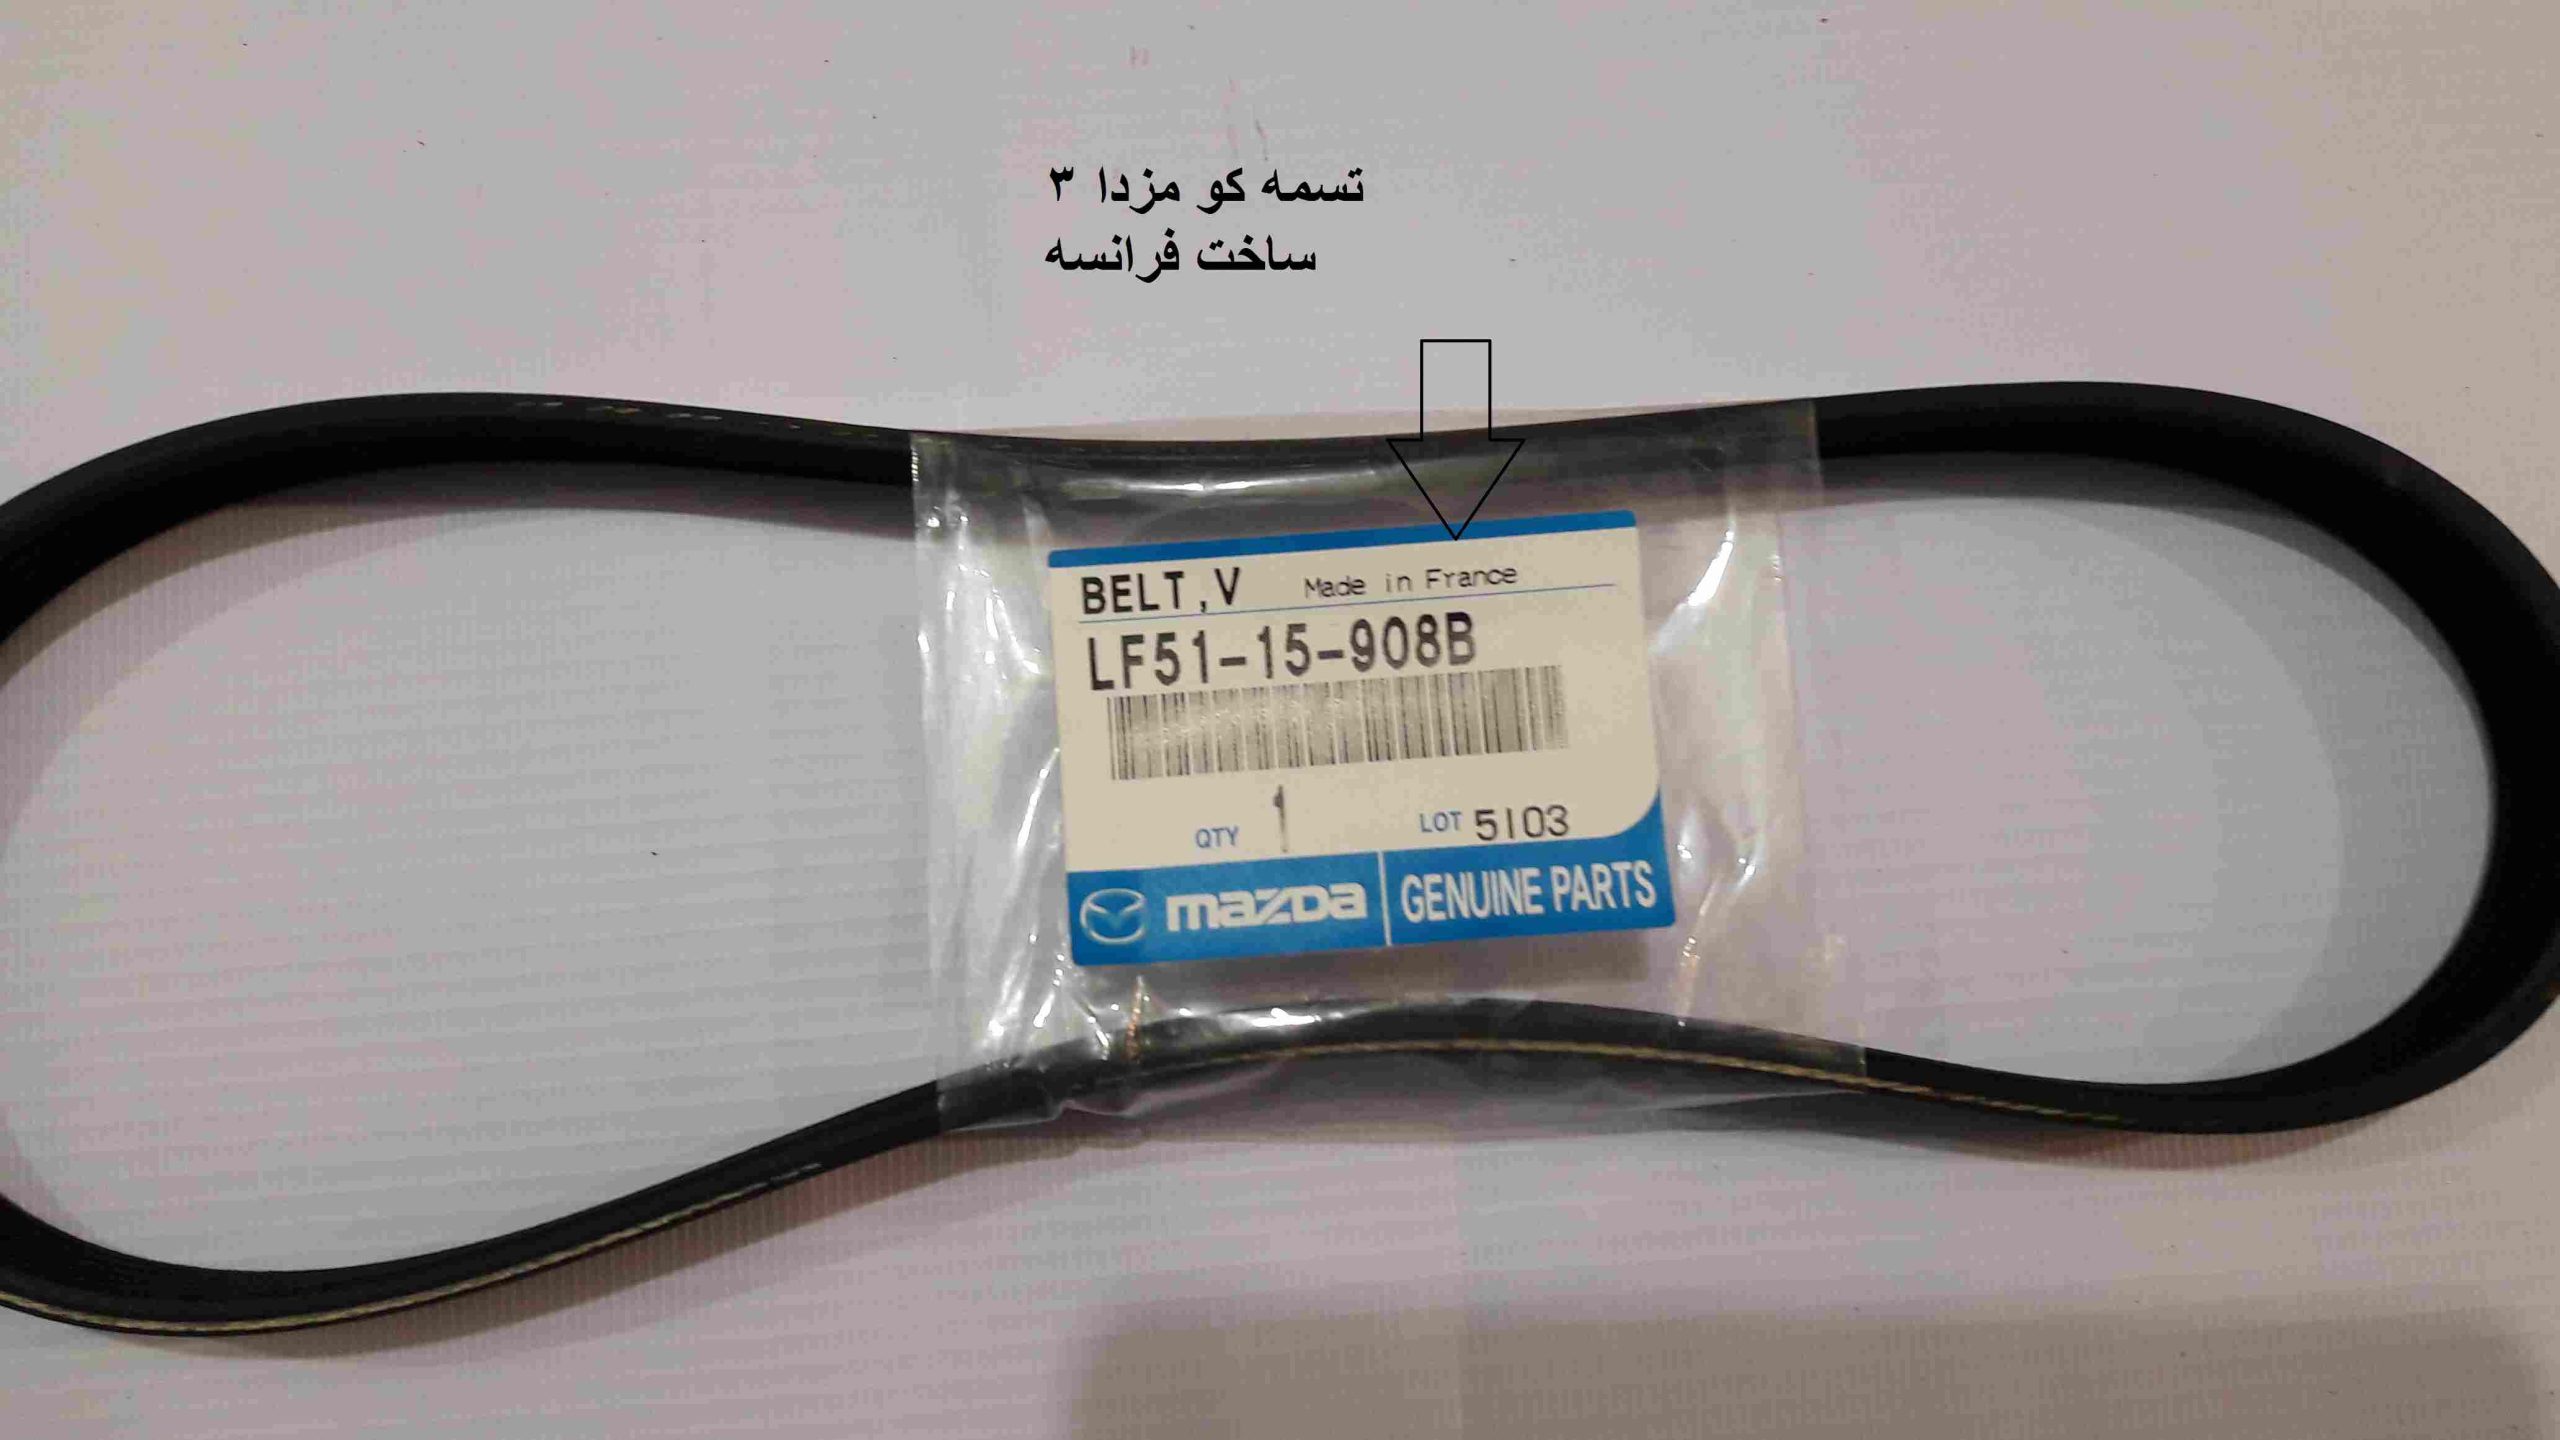 تسمه کو مزدا ۳
ساخت فرانسه
BELT,V Made in France
LF51-15-908B
QTY 1 LOT 5103
mazda GENUINE PARTS